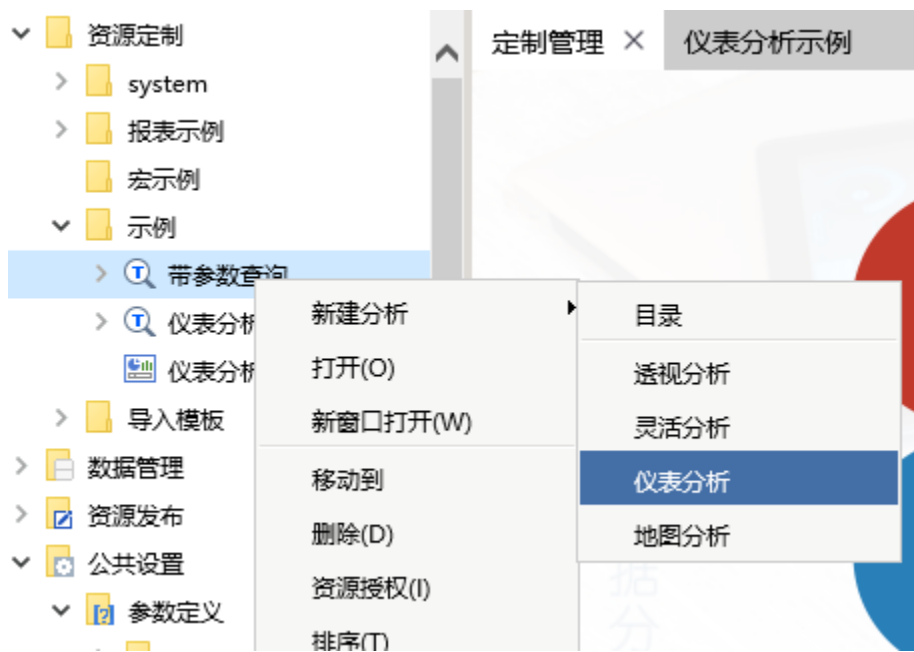 资源定制
定制管理 × 仪表分析示例
system
报表示例
宏示例
示例
带参数查询
仪表分析
仪表分析
导入模板
数据管理
资源发布
公共设置
参数定义
新建分析
打开(O)
新窗口打开(W)
移动到
删除(D)
资源授权(I)
排序(T)
目录
透视分析
灵活分析
仪表分析
地图分析
据
分